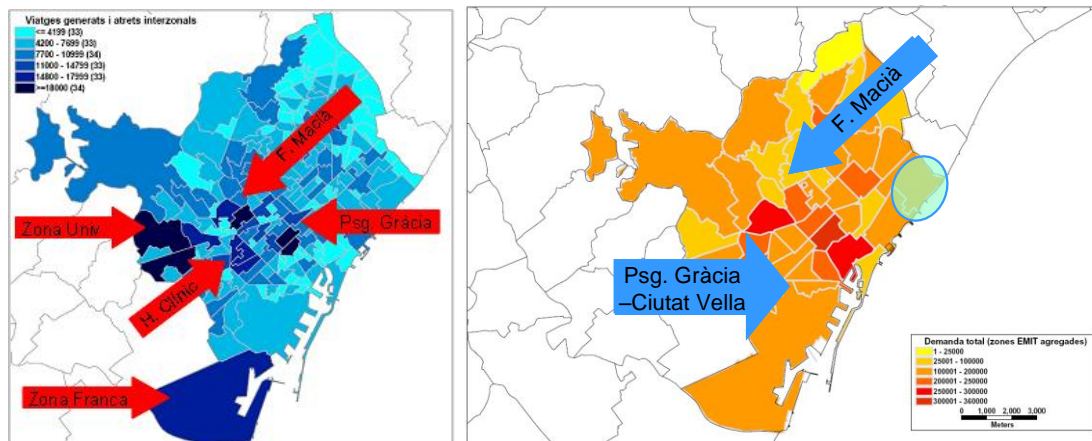 Viatges generats i atrets interzonals
<= 4199 (33)
4200 - 7699 (33)
7700 - 10999 (34)
11000 - 14799 (33)
14800 - 17999 (33)
>=18000 (34)
F. Macià
Zona Univ.
Psg. Gràcia
H. Clínic
Zona Franca
F. Macià
Psg. Gràcia
–Ciutat Vella
Demanda total (zones EMIT agregades)
1 - 25000
25001 - 100000
100001 - 200000
200001 - 250000
250001 - 300000
300001 - 360000
0 1,000 2,000 3,000
Meters